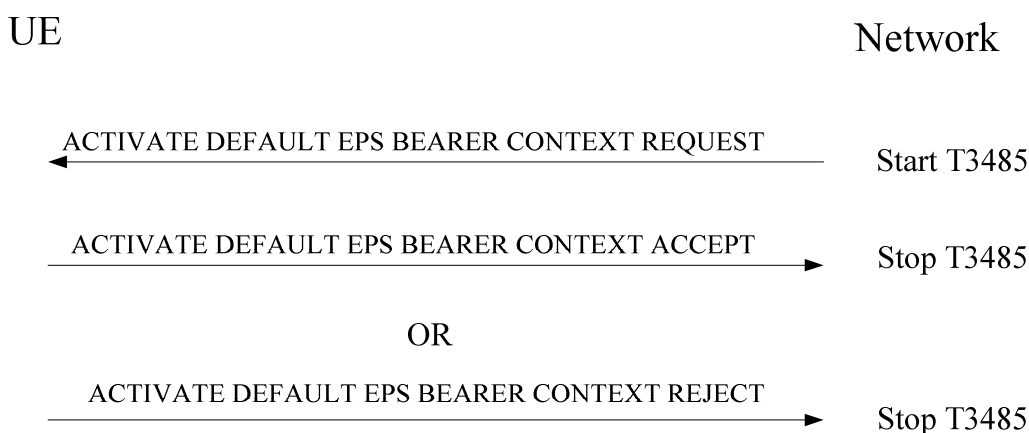 UE
Network
ACTIVATE DEFAULT EPS BEARER CONTEXT REQUEST
Start T3485
ACTIVATE DEFAULT EPS BEARER CONTEXT ACCEPT
Stop T3485
OR
ACTIVATE DEFAULT EPS BEARER CONTEXT REJECT
Stop T3485